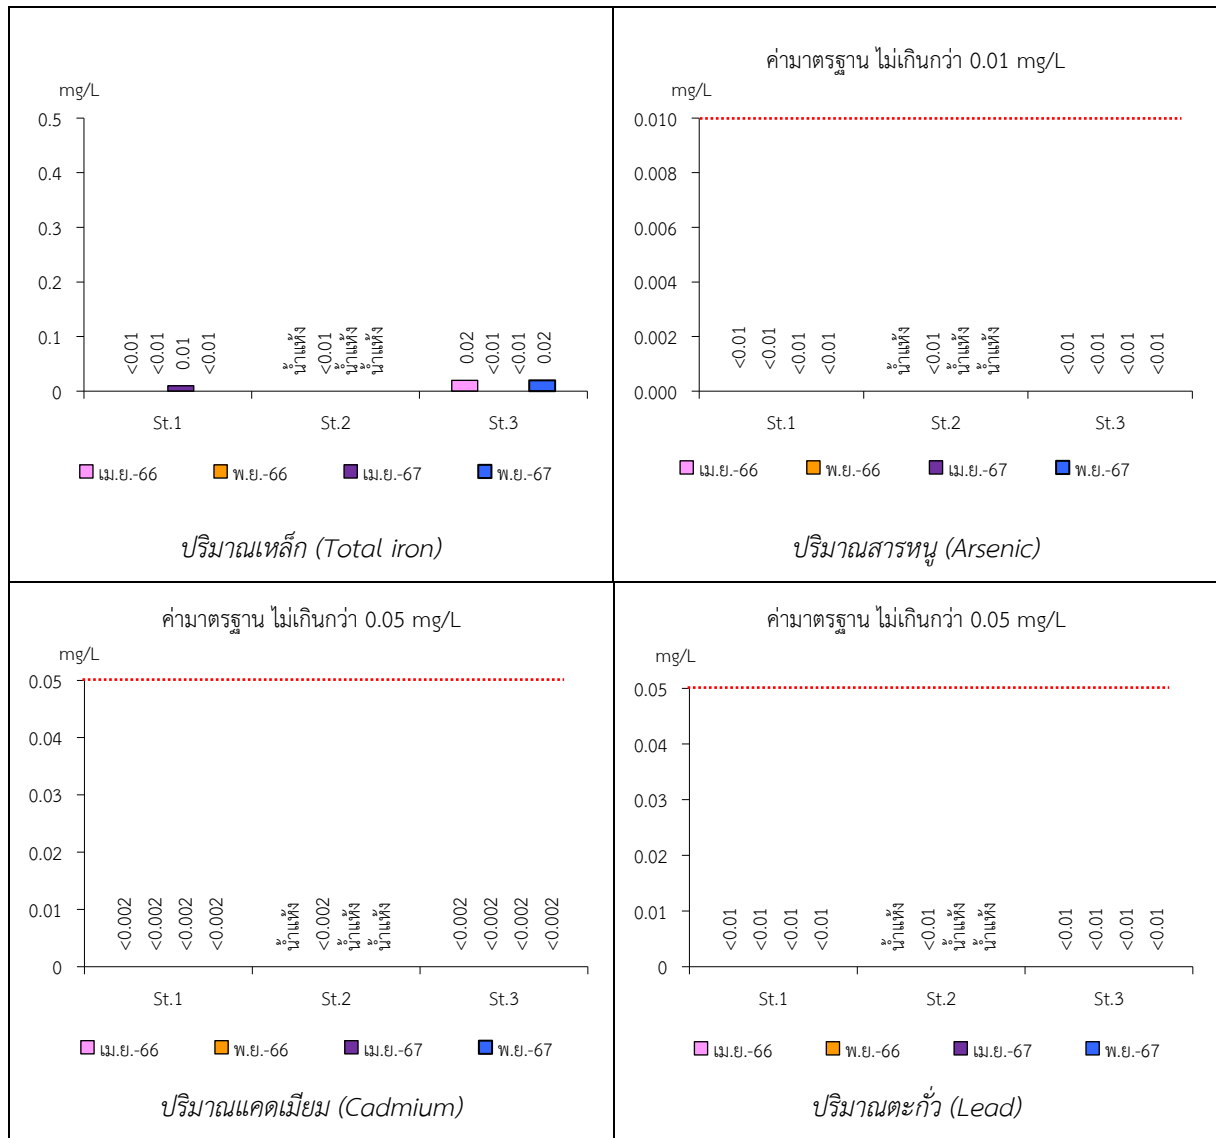 mg/L
0.5
0.4
0.3
0.2
0.1
0
<0.01 <0.01 0.01 <0.01 น้ำแห้ง <0.01 น้ำแห้ง น้ำแห้ง 0.02 <0.01 <0.01 0.02
St.1 St.2 St.3
เม.ย.-66 พ.ย.-66 เม.ย.-67 พ.ย.-67
ปริมาณเหล็ก (Total iron)
ค่ามาตรฐาน ไม่เกินกว่า 0.01 mg/L
mg/L
0.010
0.008
0.006
0.004
0.002
0.000
<0.01 <0.01 <0.01 <0.01 น้ำแห้ง <0.01 น้ำแห้ง น้ำแห้ง <0.01 <0.01 <0.01 <0.01
St.1 St.2 St.3
เม.ย.-66 พ.ย.-66 เม.ย.-67 พ.ย.-67
ปริมาณสารหนู (Arsenic)
ค่ามาตรฐาน ไม่เกินกว่า 0.05 mg/L
mg/L
0.05
0.04
0.03
0.02
0.01
0
<0.002 <0.002 <0.002 <0.002 น้ำแห้ง <0.002 น้ำแห้ง น้ำแห้ง <0.002 <0.002 <0.002 <0.002
St.1 St.2 St.3
เม.ย.-66 พ.ย.-66 เม.ย.-67 พ.ย.-67
ปริมาณแคดเมียม (Cadmium)
ค่ามาตรฐาน ไม่เกินกว่า 0.05 mg/L
mg/L
0.05
0.04
0.03
0.02
0.01
0
<0.01 <0.01 <0.01 <0.01 น้ำแห้ง <0.01 น้ำแห้ง น้ำแห้ง <0.01 <0.01 <0.01 <0.01
St.1 St.2 St.3
เม.ย.-66 พ.ย.-66 เม.ย.-67 พ.ย.-67
ปริมาณตะกั่ว (Lead)